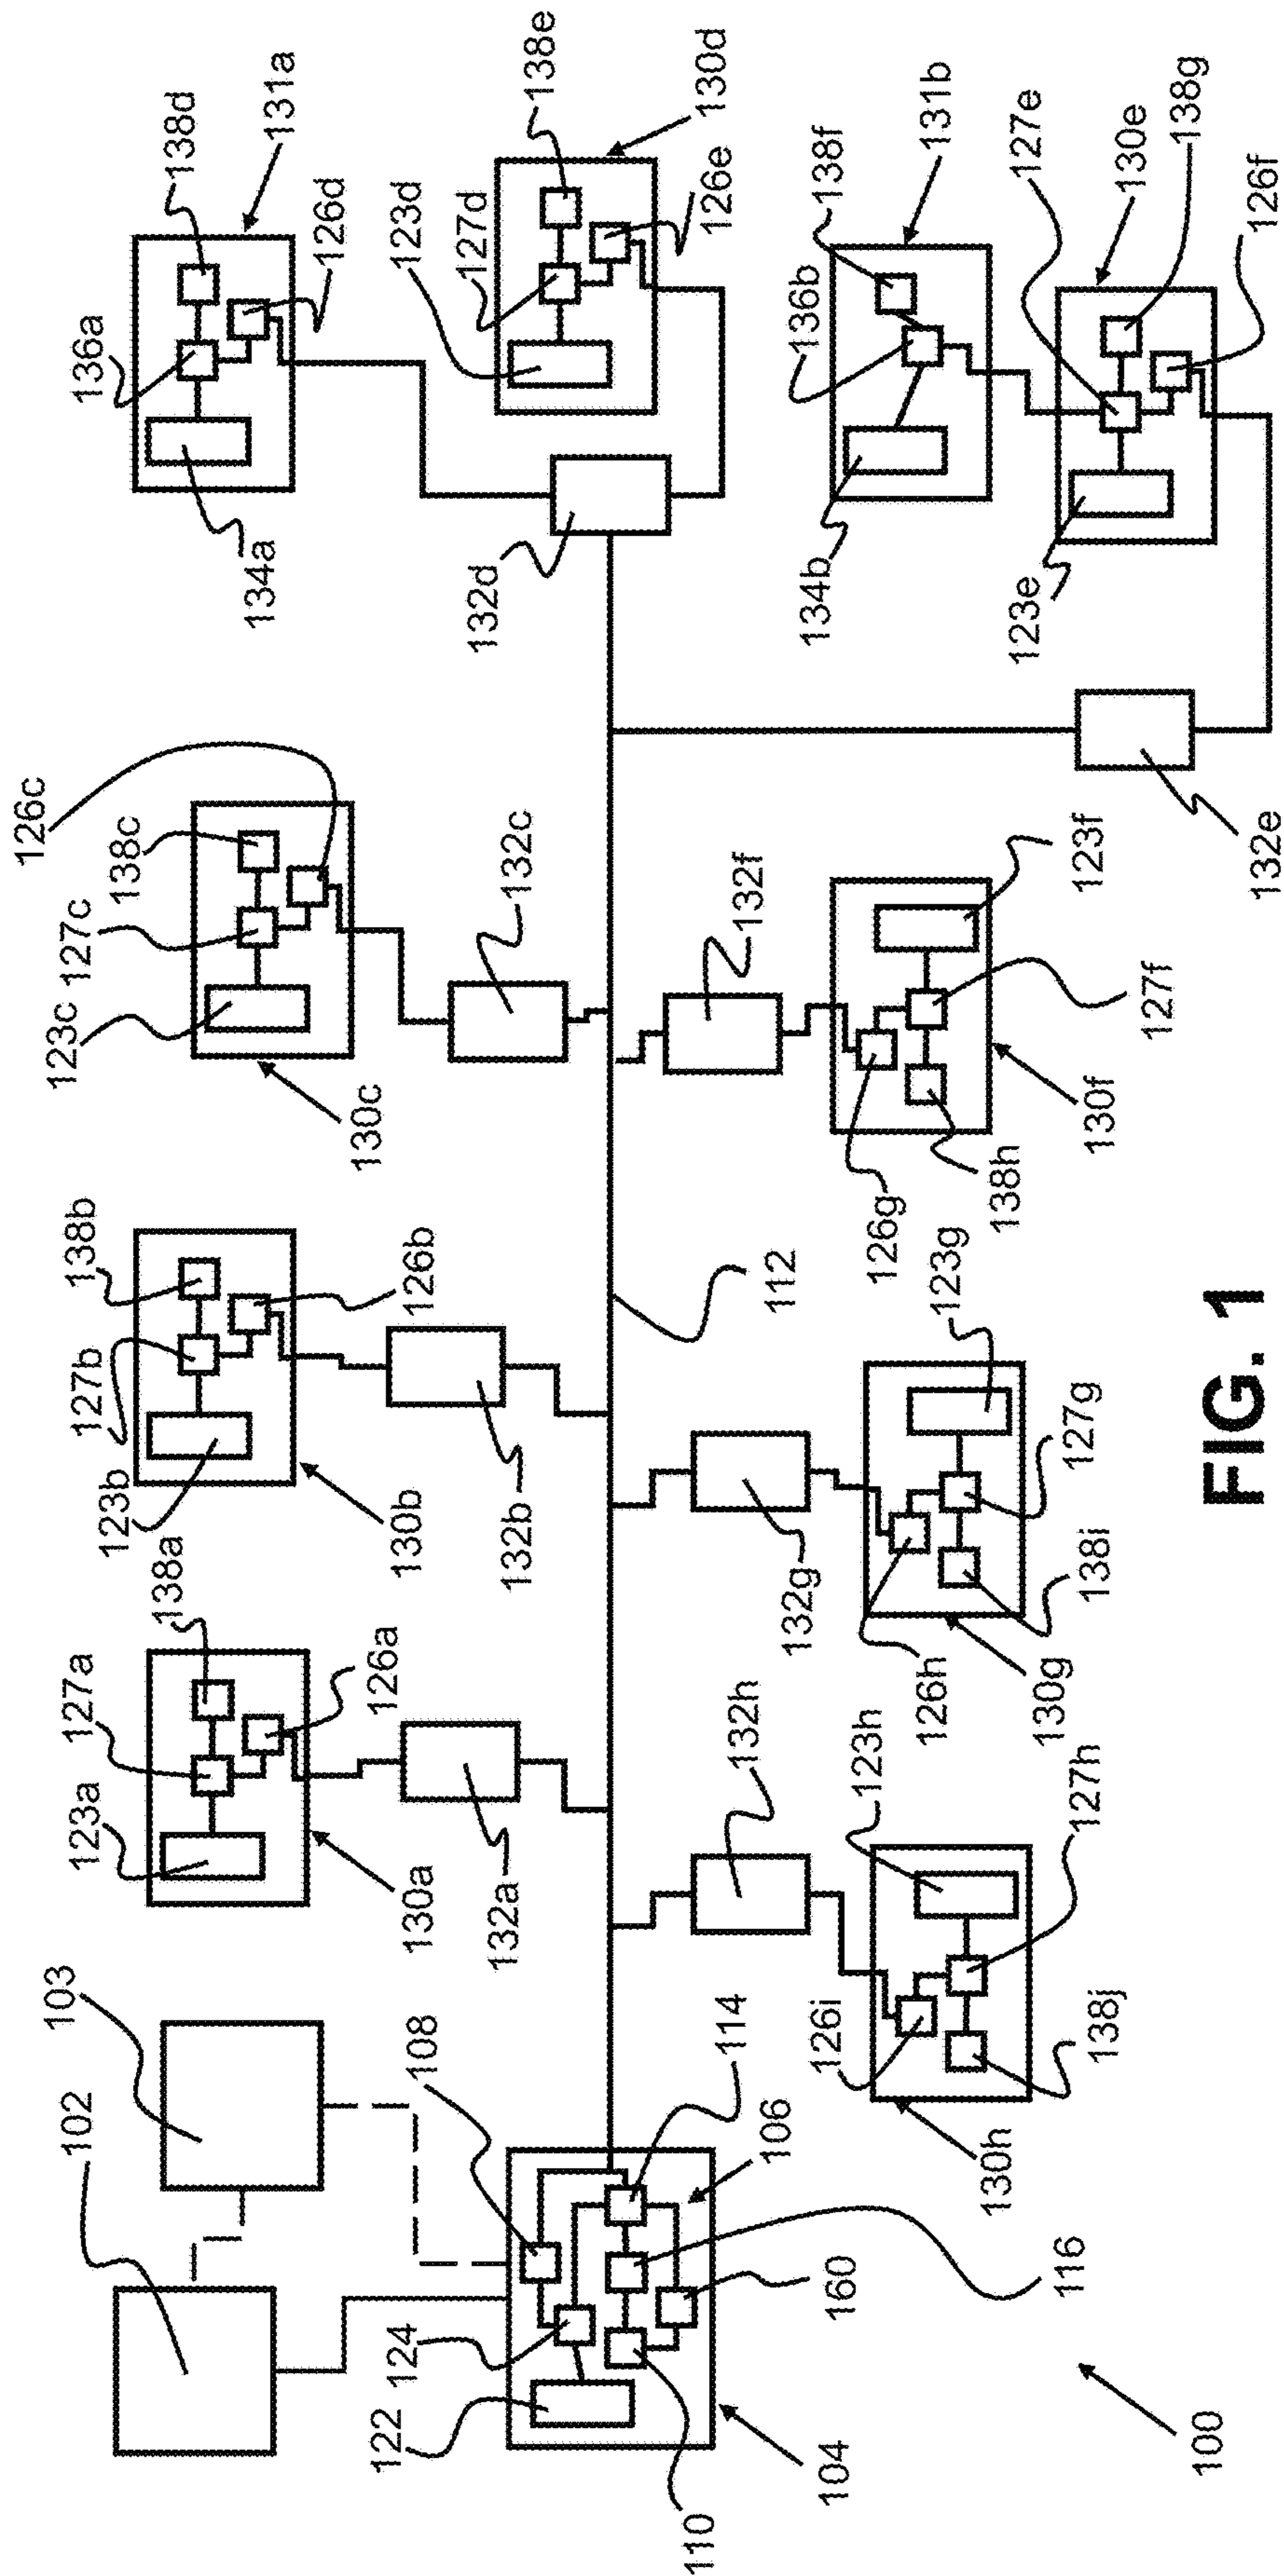 102
103
108
124
122
110
104
106
114
116
160
100
127a
123a
138a
126a
130a
132a
127b
123b
138b
126b
130b
132b
126c
138c
127c
123c
130c
132c
136a
138d
131a
126d
134a
132d
138e
130d
127d
123d
126e
112
132h
123h
127h
126i
138j
130h
132g
123g
127g
126h
138i
130g
132f
123f
127f
126g
138h
130f
132e
138f
131b
136b
134b
127e
130e
138g
126f
123e
FIG. 1